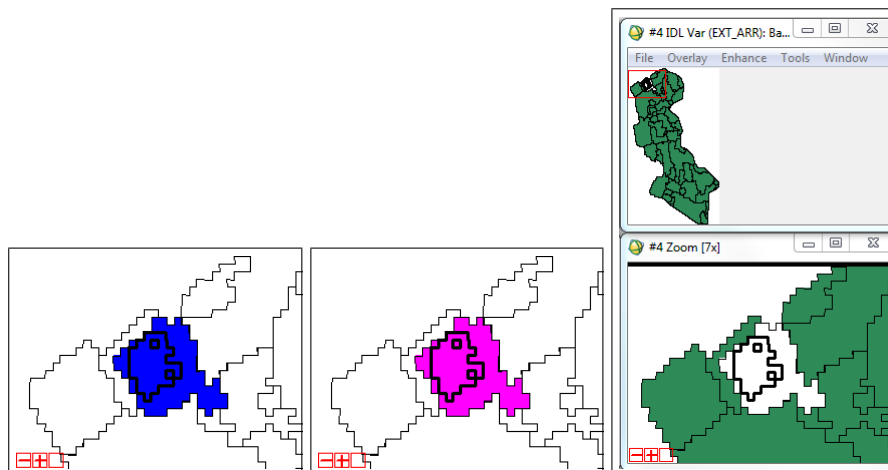 #4 IDL Var (EXT_ARR): Ba...
File Overlay Enhance Tools Window
#4 Zoom [7x]